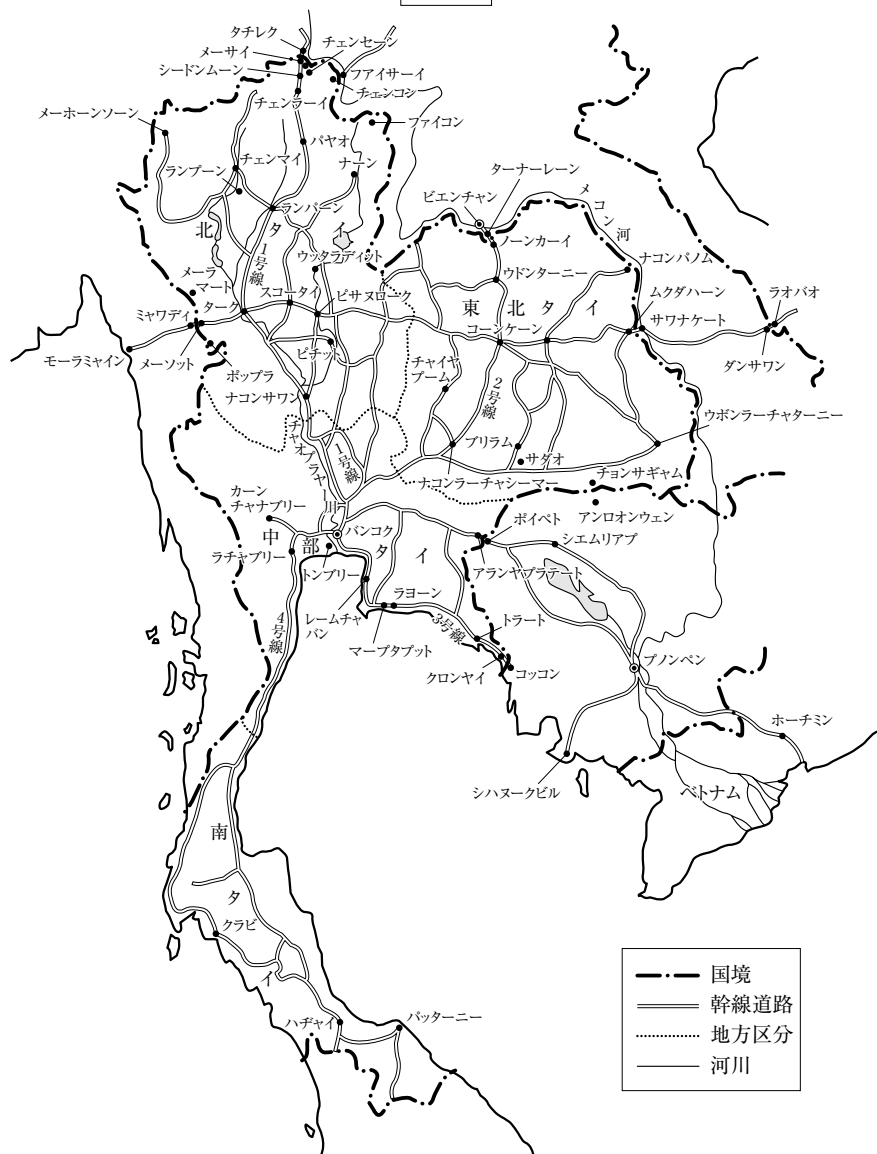 タチレク
チェンセーン
メーサイ
シードンムーン
フアイサーイ
チェンコン
チェンラーイ
メーホーンソーン
ファイコン
パヤオ
チェンマイ
ナーン
ランプーン
ターナーレーン
ビエンチャン
メコン河
ランパーン
北タイ
1号線
ノーンカーイ
ウッタラディット
ナコンパノム
メーラ
マート
ウドンターニー
ムクダハーン
スコータイ
ピサヌローク
東北タイ
ラオバオ
ミャワディ
ターク
コーンケーン
サワナケート
モーラミャイン
メーソット
ピチット
チャイヤ
プーム
ダンサワン
ポップラ
2号線
ナコンサワン
チャオプラヤー川
1号線
ウボンラーチャターニー
ブリラム
サダオ
ナコンラーチャシーマー
チョンサギャム
カーン
チャナブリー
アンロオンウェン
バンコク
ポイペト
中部タイ
シエムリアプ
ラチャブリー
トンブリー
アランヤプラテート
ラヨーン
レームチャ
バン
4号線
3号線
トラート
マープタプット
クロンヤイ
コッコン
プノンペン
ホーチミン
シハヌークビル
ベトナム
南タイ
クラビ
ハヂャイ
パッターニー
国境
幹線道路
地方区分
河川